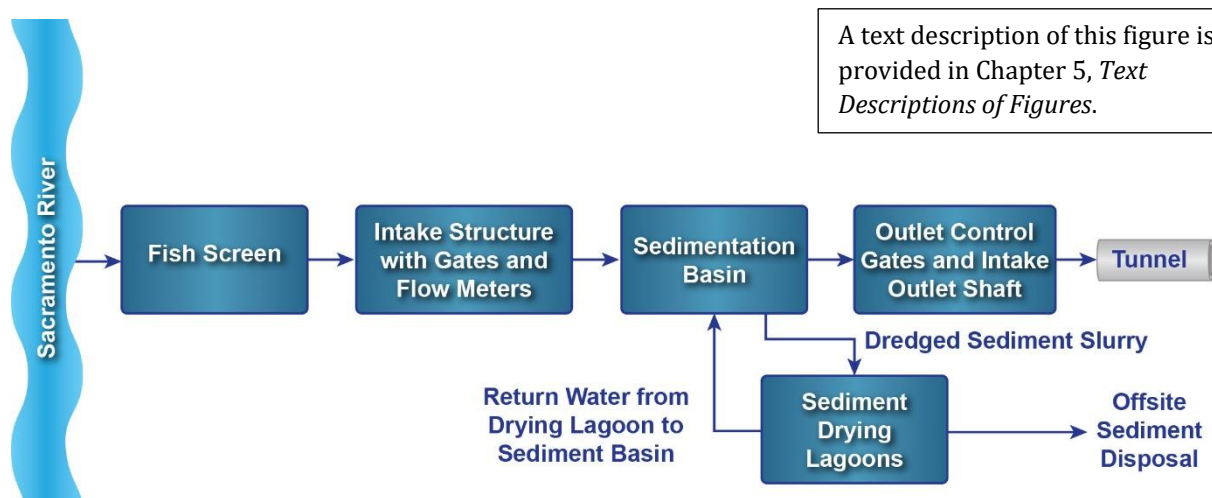 A text description of this figure is
provided in Chapter 5, Text
Descriptions of Figures.
Sacramento River
Fish Screen
Intake Structure
with Gates and
Flow Meters
Sedimentation
Basin
Outlet Control
Gates and Intake
Outlet Shaft
Tunnel
Dredged Sediment Slurry
Return Water from
Drying Lagoon to
Sediment Basin
Sediment
Drying
Lagoons
Offsite
Sediment
Disposal